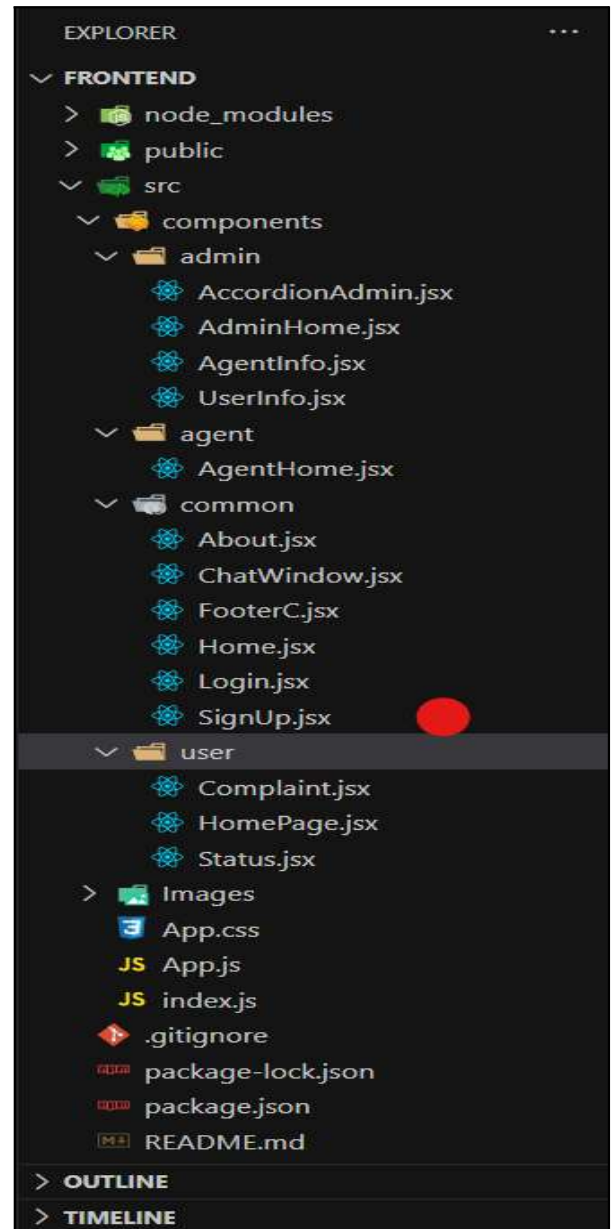 EXPLORER
FRONTEND
node_modules
public
src
components
admin
AccordionAdmin.jsx
AdminHome.jsx
AgentInfo.jsx
UserInfo.jsx
agent
AgentHome.jsx
common
About.jsx
ChatWindow.jsx
FooterC.jsx
Home.jsx
Login.jsx
SignUp.jsx
user
Complaint.jsx
HomePage.jsx
Status.jsx
Images
App.css
JS App.js
JS index.js
.gitignore
package-lock.json
package.json
README.md
OUTLINE
TIMELINE